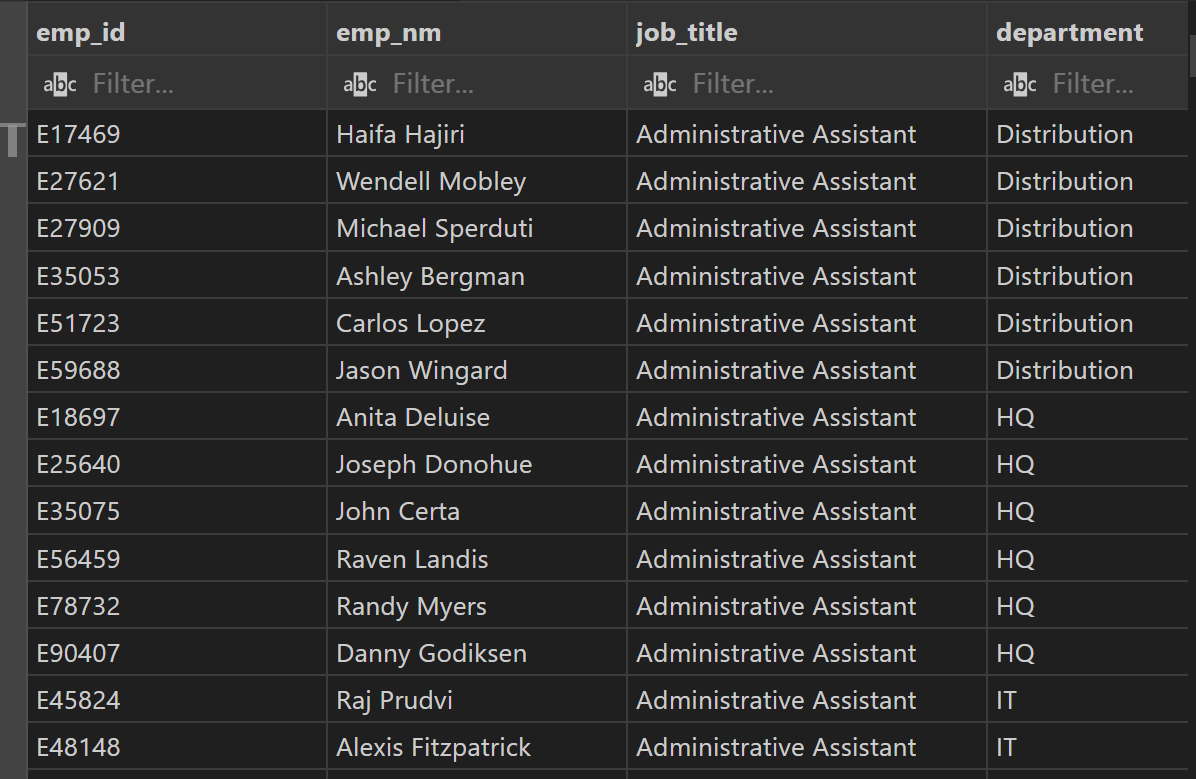 emp_id emp_nm job_title department
abc Filter... abc Filter... abc Filter... abc Filter...
E17469 Haifa Hajiri Administrative Assistant Distribution
E27621 Wendell Mobley Administrative Assistant Distribution
E27909 Michael Sperduti Administrative Assistant Distribution
E35053 Ashley Bergman Administrative Assistant Distribution
E51723 Carlos Lopez Administrative Assistant Distribution
E59688 Jason Wingard Administrative Assistant Distribution
E18697 Anita Deluise Administrative Assistant HQ
E25640 Joseph Donohue Administrative Assistant HQ
E35075 John Certa Administrative Assistant HQ
E56459 Raven Landis Administrative Assistant HQ
E78732 Randy Myers Administrative Assistant HQ
E90407 Danny Godiksen Administrative Assistant HQ
E45824 Raj Prudvi Administrative Assistant IT
E48148 Alexis Fitzpatrick Administrative Assistant IT